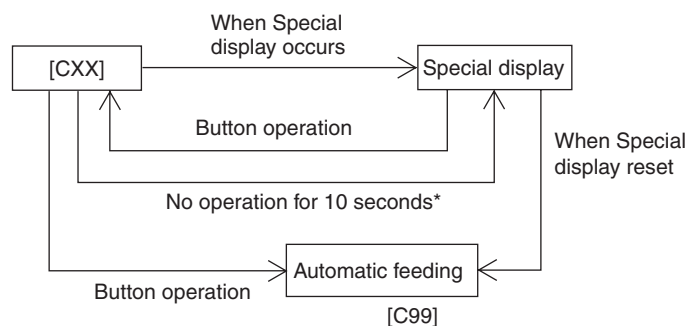 When Special
display occurs
[CXX]
Special display
Button operation
When Special
display reset
No operation for 10 seconds*
Automatic feeding
Button operation
[C99]